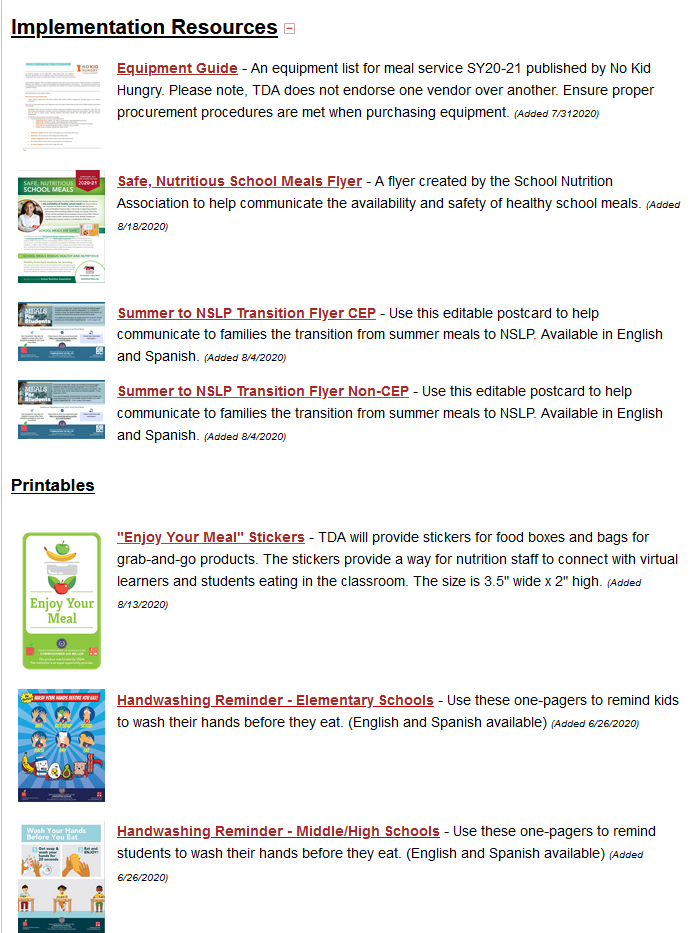 Implementation Resources
NO KID
HUNGRY
Equipment Guide - An equipment list for meal service SY20-21 published by No Kid
Hungry. Please note, TDA does not endorse one vendor over another. Ensure proper
procurement procedures are met when purchasing equipment. (Added 7/312020)
SAFE, NUTRITIOUS
SCHOOL MEALS
2020-21
Safe, Nutritious School Meals Flyer - A flyer created by the School Nutrition
Association to help communicate the availability and safety of healthy school meals. (Added
8/18/2020)
MEALS
For
Students
Summer to NSLP Transition Flyer CEP - Use this editable postcard to help
communicate to families the transition from summer meals to NSLP. Available in English
and Spanish. (Added 8/4/2020)
MEALS
For
Students
Summer to NSLP Transition Flyer Non-CEP - Use this editable postcard to help
communicate to families the transition from summer meals to NSLP. Available in English
and Spanish. (Added 8/4/2020)
Printables
Enjoy Your
Meal
"Enjoy Your Meal" Stickers - TDA will provide stickers for food boxes and bags for
grab-and-go products. The stickers provide a way for nutrition staff to connect with virtual
learners and students eating in the classroom. The size is 3.5" wide x 2" high. (Added
8/13/2020)
WASH YOUR HANDS BEFORE YOU EAT!
Handwashing Reminder - Elementary Schools - Use these one-pagers to remind kids
to wash their hands before they eat. (English and Spanish available) (Added 6/26/2020)
Wash Your Hands
Before You Eat
Handwashing Reminder - Middle/High Schools - Use these one-pagers to remind
students to wash their hands before they eat. (English and Spanish available) (Added
6/26/2020)